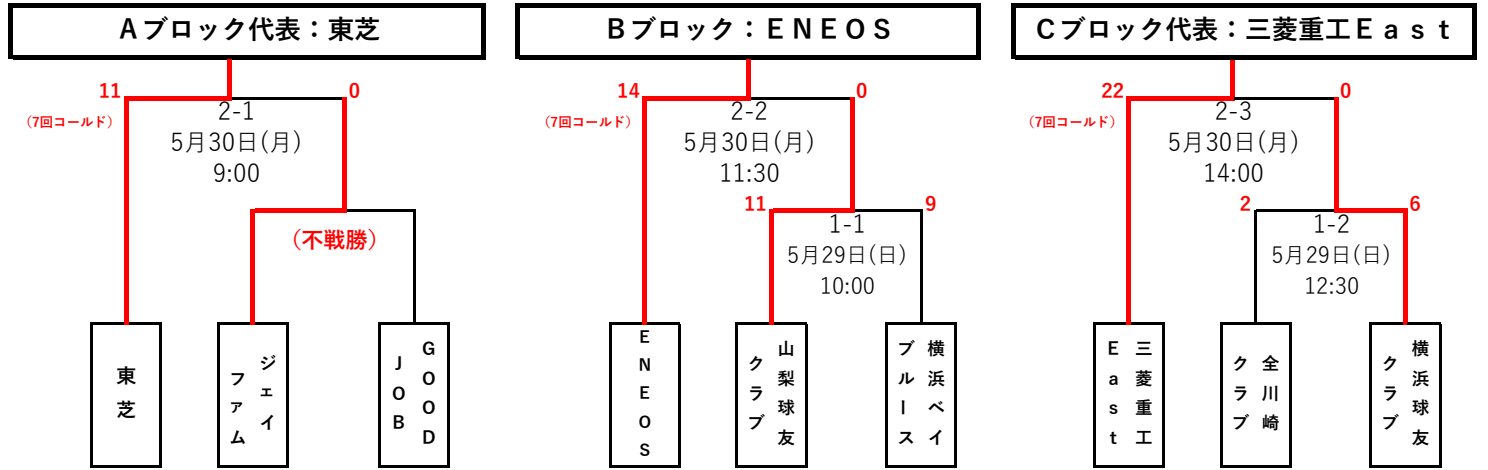 Ａブロック代表：東芝
11
0
（7回コールド）
2-1
5月30日(月)
9:00
（不戦勝）
東芝
ジェイ
ファム
ＧＯＯＤ
ＪＯＢ
Ｂブロック：ＥＮＥＯＳ
14
0
（7回コールド）
2-2
5月30日(月)
11:30
11
9
1-1
5月29日(日)
10:00
ＥＮＥＯＳ
山梨球友
クラブ
横浜ベイ
ブルース
Ｃブロック代表：三菱重工Ｅａｓｔ
22
0
（7回コールド）
2-3
5月30日(月)
14:00
2
6
1-2
5月29日(日)
12:30
三菱重工
Ｅａｓｔ
全川崎
クラブ
横浜球友
クラブ